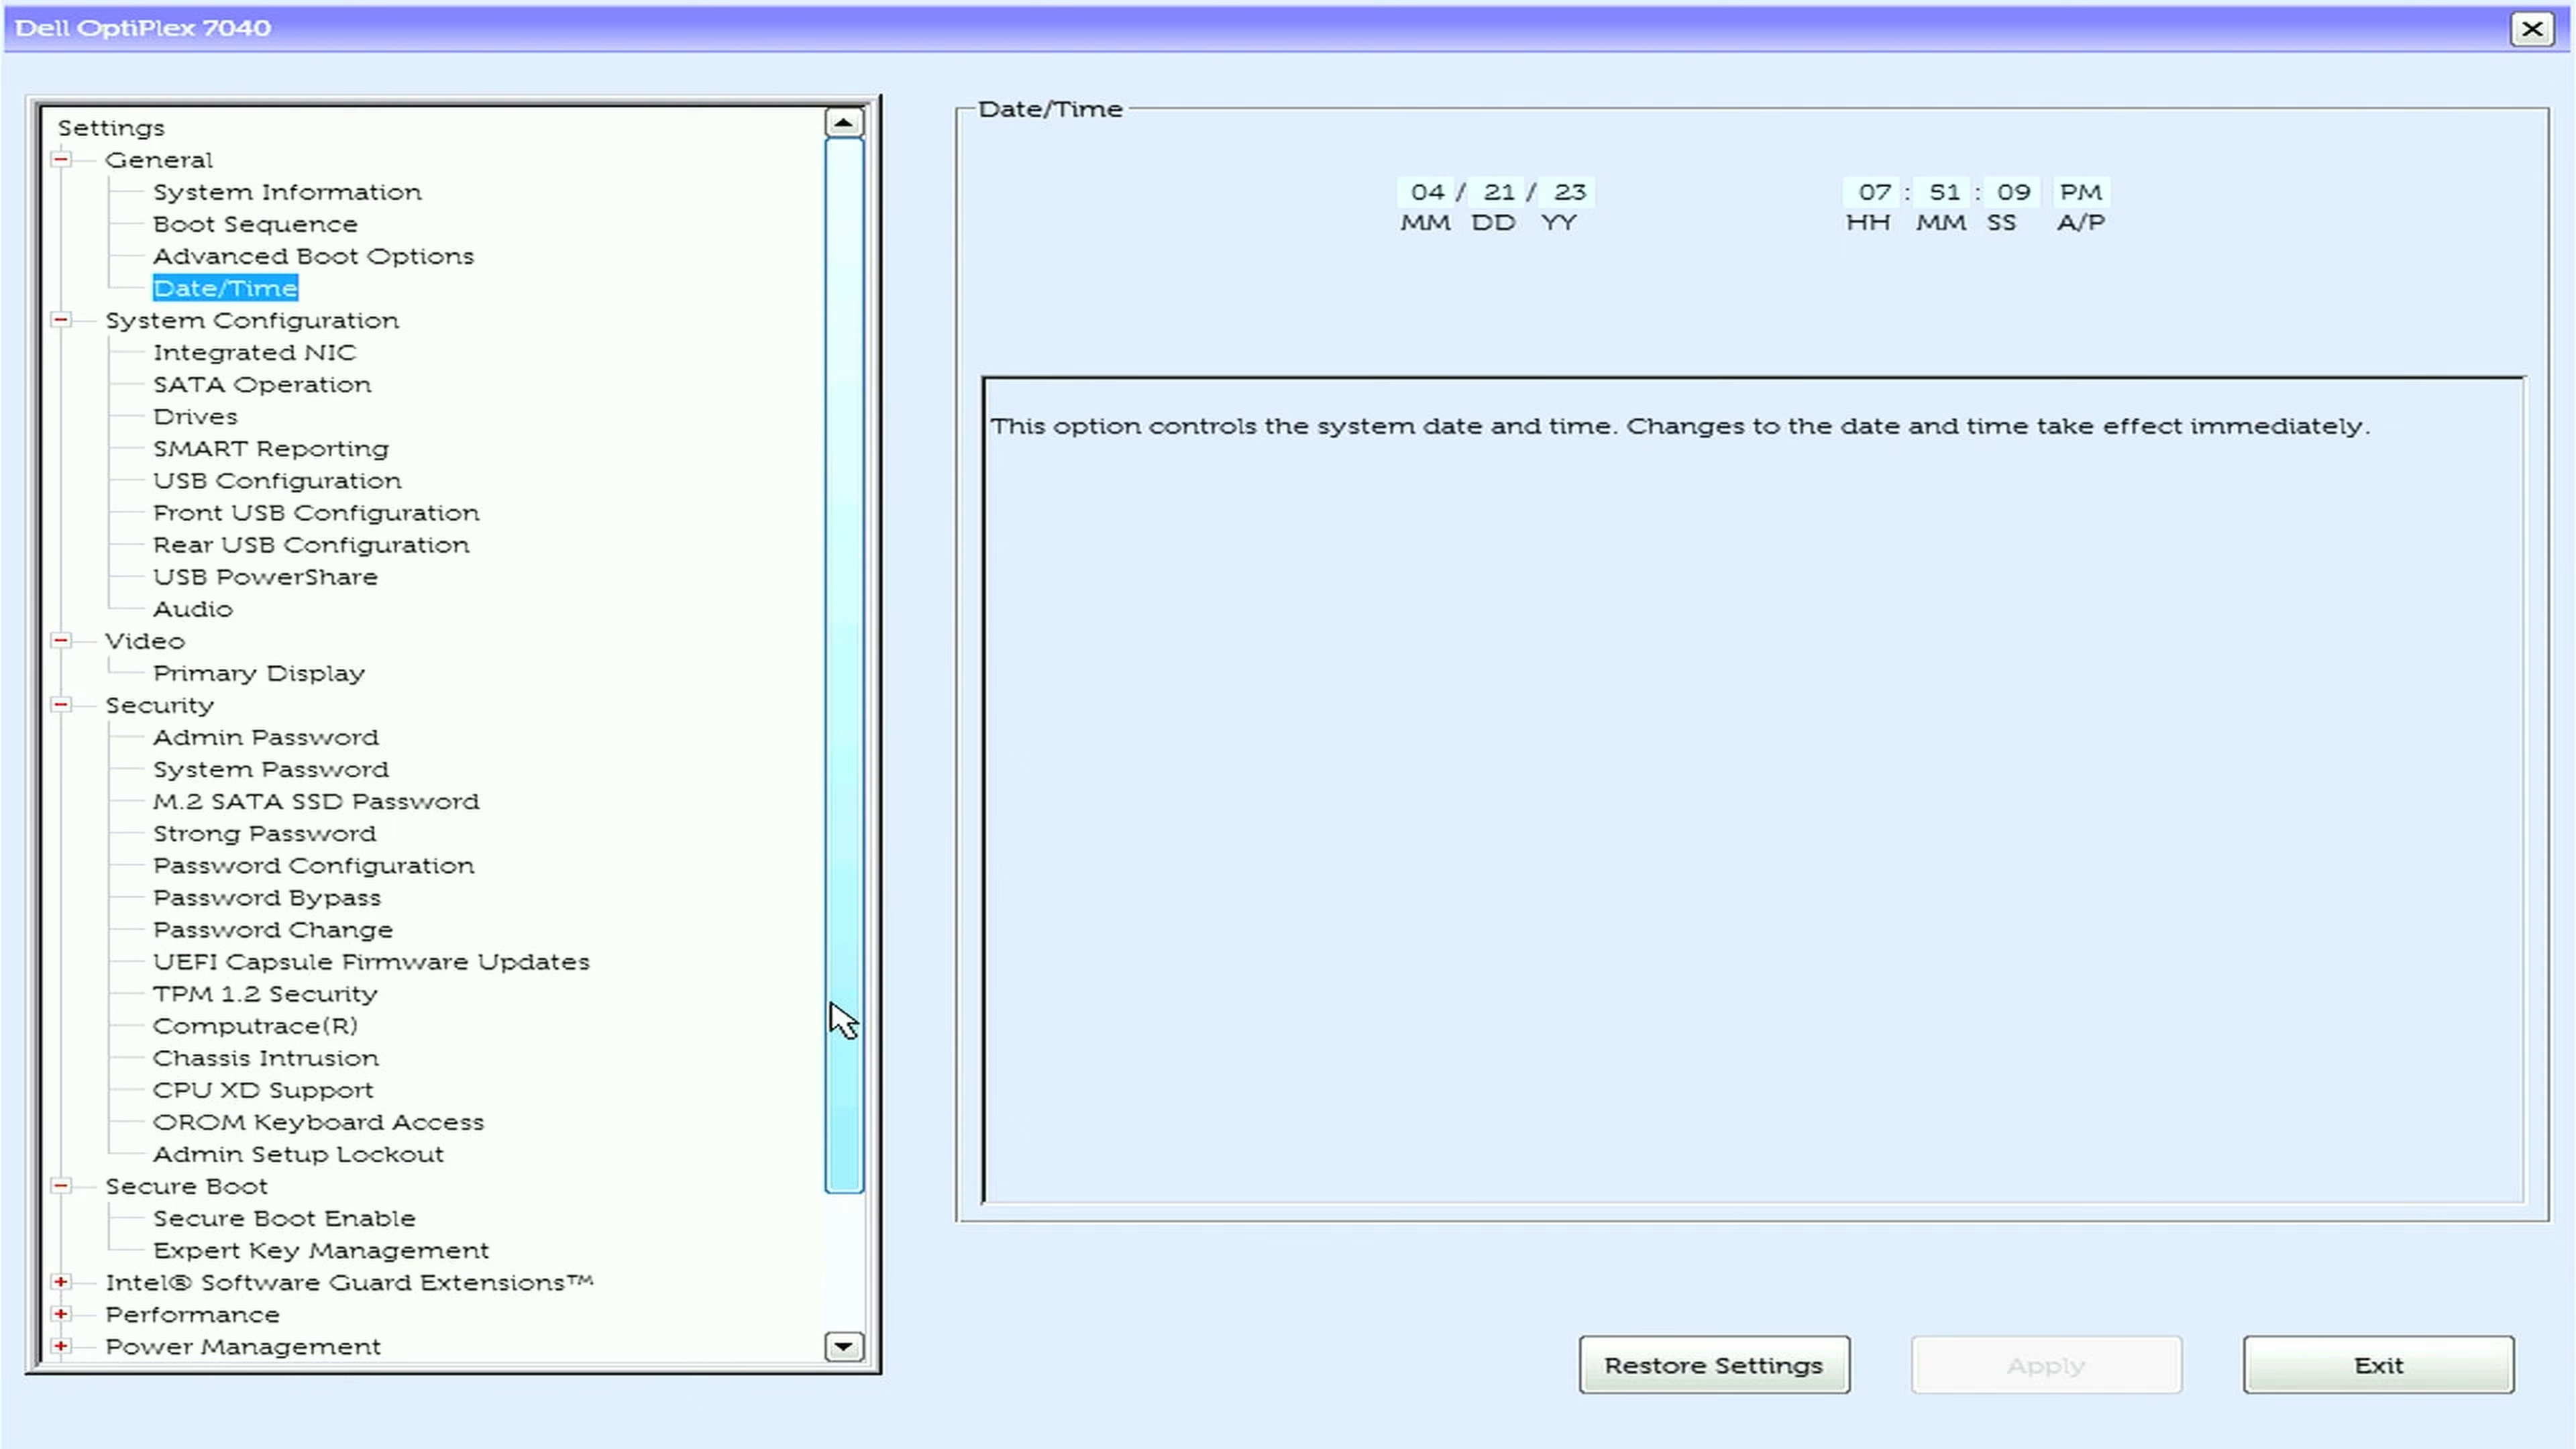 Dell OptiPlex 7040
Settings
General
System Information
Boot Sequence
Advanced Boot Options
Date/Time
System Configuration
Integrated NIC
SATA Operation
Drives
SMART Reporting
USB Configuration
Front USB Configuration
Rear USB Configuration
USB PowerShare
Audio
Video
Primary Display
Security
Admin Password
System Password
M.2 SATA SSD Password
Strong Password
Password Configuration
Password Bypass
Password Change
UEFI Capsule Firmware Updates
TPM 1.2 Security
Computrace(R)
Chassis Intrusion
CPU XD Support
OROM Keyboard Access
Admin Setup Lockout
Secure Boot
Secure Boot Enable
Expert Key Management
Intel® Software Guard Extensions™
Performance
Power Management
Date/Time
04 / 21 / 23 07 : 51 : 09 PM
MM DD YY HH MM SS A/P
This option controls the system date and time. Changes to the date and time take effect immediately.
Restore Settings Apply Exit